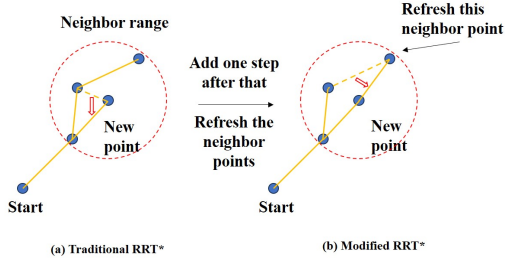 Neighbor range
New
point
Start
(a) Traditional RRT*
Add one step
after that
Refresh the
neighbor
points
Refresh this
neighbor point
New
point
Start
(b) Modified RRT*